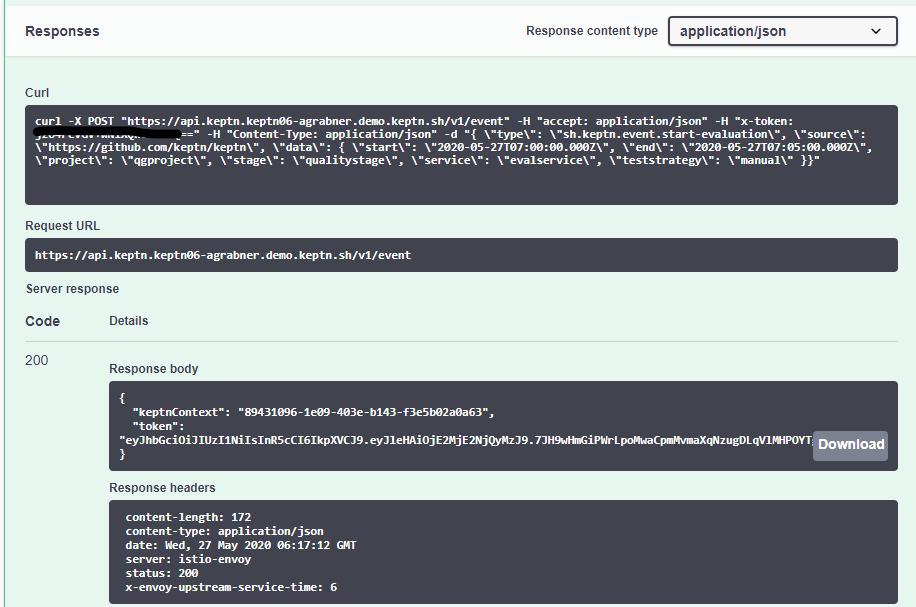 Responses
Response content type application/json
Curl
curl -X POST "https://api.keptn.keptn06-agrabner.demo.keptn.sh/v1/event" -H "accept: application/json" -H "x-token:
==" -H "Content-Type: application/json" -d "{ \"type\": \"sh.keptn.event.start-evaluation\", \"source\":
\"https://github.com/keptn/keptn\", \"data\": { \"start\": \"2020-05-27T07:00:00.000Z\", \"end\": \"2020-05-27T07:05:00.000Z\",
\"project\": \"qgproject\", \"stage\": \"qualitystage\", \"service\": \"evalservice\", \"teststrategy\": \"manual\" }}"
Request URL
https://api.keptn.keptn06-agrabner.demo.keptn.sh/v1/event
Server response
Code Details
200
Response body
{
"keptnContext": "89431096-1e09-403e-b143-f3e5b02a0a63",
"token":
"eyJhbGciOiJIUzI1NiIsInR5cCI6IkpXVCJ9.eyJleHAiOjE2MjE2NjQyMzJ9.7JH9wHmGiPWrLpoMwaCpmMvmaXqNzugDLqVlMHPOYT
}
Download
Response headers
content-length: 172
content-type: application/json
date: Wed, 27 May 2020 06:17:12 GMT
server: istio-envoy
status: 200
x-envoy-upstream-service-time: 6